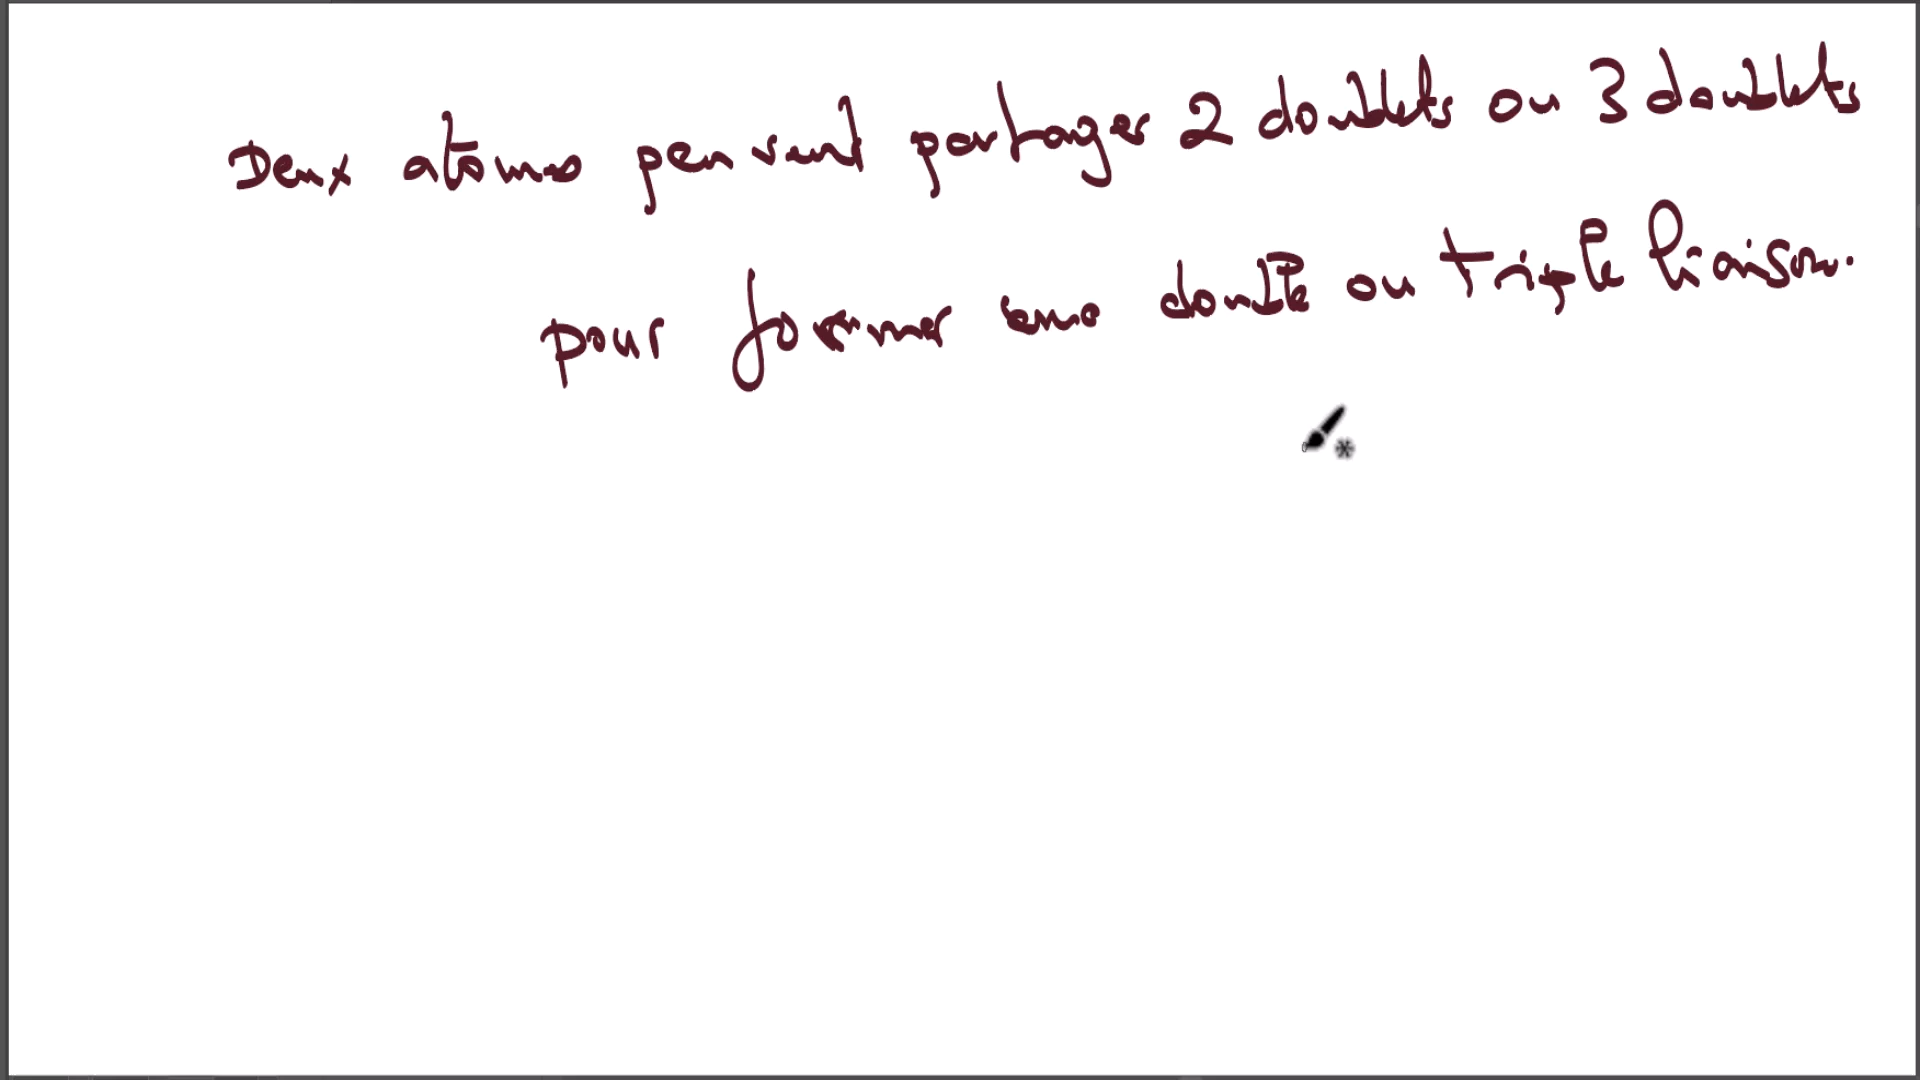 Deux atomes peuvent partager 2 doublets ou 3 doublets
pour former une double ou triple liaison.